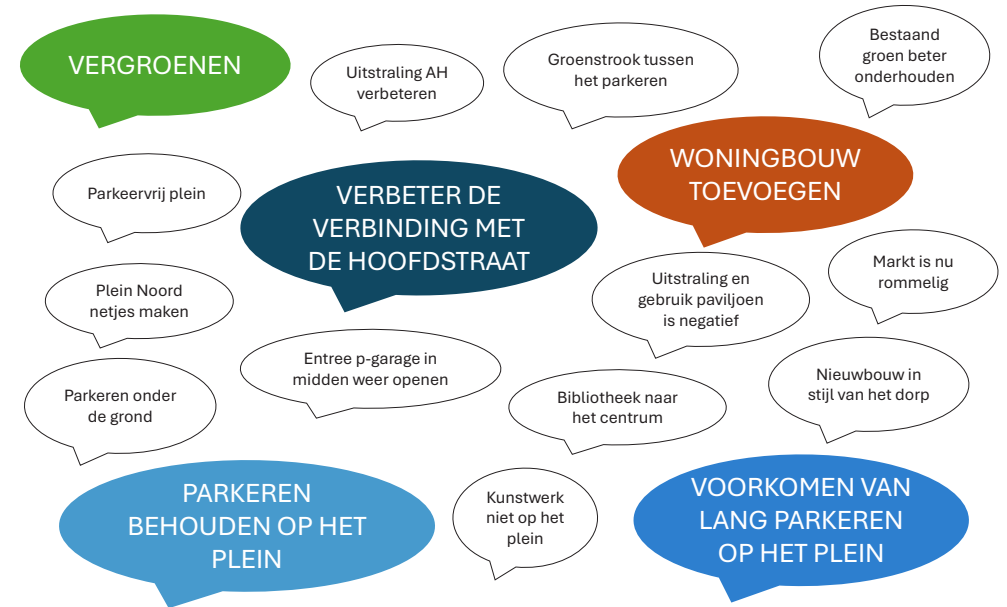 VERGROENEN
Uitstraling AH
verbeteren
Groenstrook tussen
het parkeren
Bestaand
groen beter
onderhouden
Parkeervrij plein
VERBETER DE
VERBINDING MET
DE HOOFDSTRAAT
WONINGBOUW
TOEVOEGEN
Plein Noord
netjes maken
Uitstraling en
gebruik paviljoen
is negatief
Markt is nu
rommelig
Parkeren onder
de grond
Entree p-garage in
midden weer openen
Bibliotheek naar
het centrum
Nieuwbouw in
stijl van het dorp
PARKEREN
BEHOUDEN OP HET
PLEIN
Kunstwerk
niet op het
plein
VOORKOMEN VAN
LANG PARKEREN
OP HET PLEIN